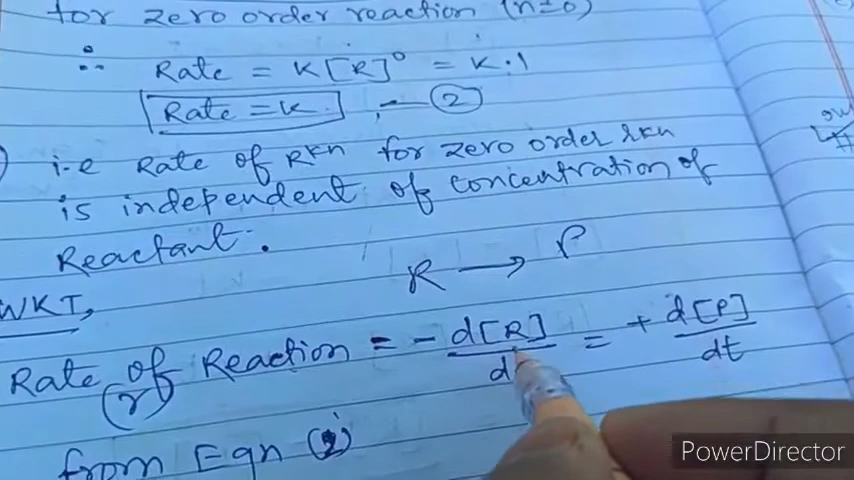 for zero order reaction (n=0)
∴ Rate = K[R]⁰ = K·1
Rate = K. — ②
i-e Rate of Rxn for zero order rxn
is independent of concentration of
Reactant.
R → P
WKT,
Rate of Reaction = - d[R]/d = + d[P]/dt
(r)
from Eqn (2)
PowerDirector